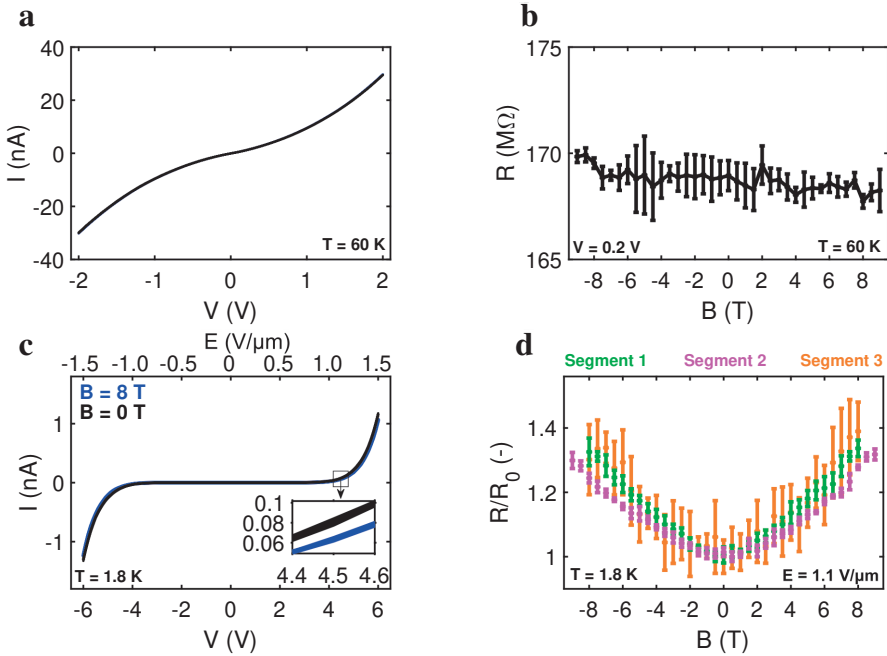 a
40
20
0
-20
-40
I (nA)
T = 60 K
-2 -1 0 1 2
V (V)
b
175
170
165
R (MΩ)
V = 0.2 V T = 60 K
-8 -6 -4 -2 0 2 4 6 8
B (T)
c
E (V/μm)
-1.5 -1.0 -0.5 0 0.5 1.0 1.5
B = 8 T
B = 0 T
1
0
-1
I (nA)
0.1
0.08
0.06
4.4 4.5 4.6
T = 1.8 K
-6 -4 -2 0 2 4 6
V (V)
d
Segment 1 Segment 2 Segment 3
1.4
1.2
1
R/R0 (-)
T = 1.8 K E = 1.1 V/μm
-8 -6 -4 -2 0 2 4 6 8
B (T)